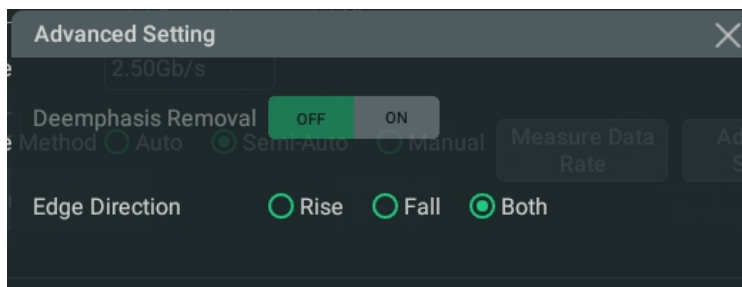 Advanced Setting
2.50Gb/s
Deemphasis Removal OFF ON
Method Auto Semi-Auto Manual Measure Data Rate
Edge Direction Rise Fall Both